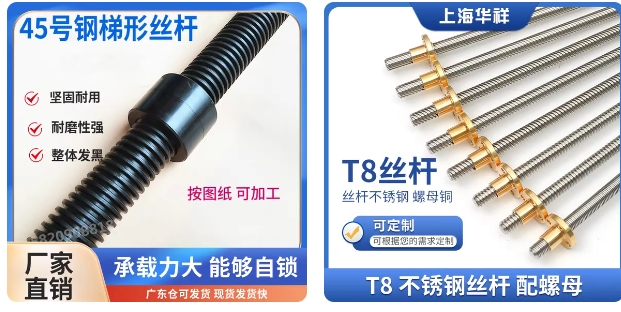 45号钢梯形丝杆
坚固耐用
耐磨性强
整体发黑
按图纸 可加工
厂家
直销
承载力大 能够自锁
广东仓可发货 现货发货快
上海华祥
T8丝杆
丝杆不锈钢 螺母铜
可定制
可根据您的需求定制
T8 不锈钢丝杆 配螺母